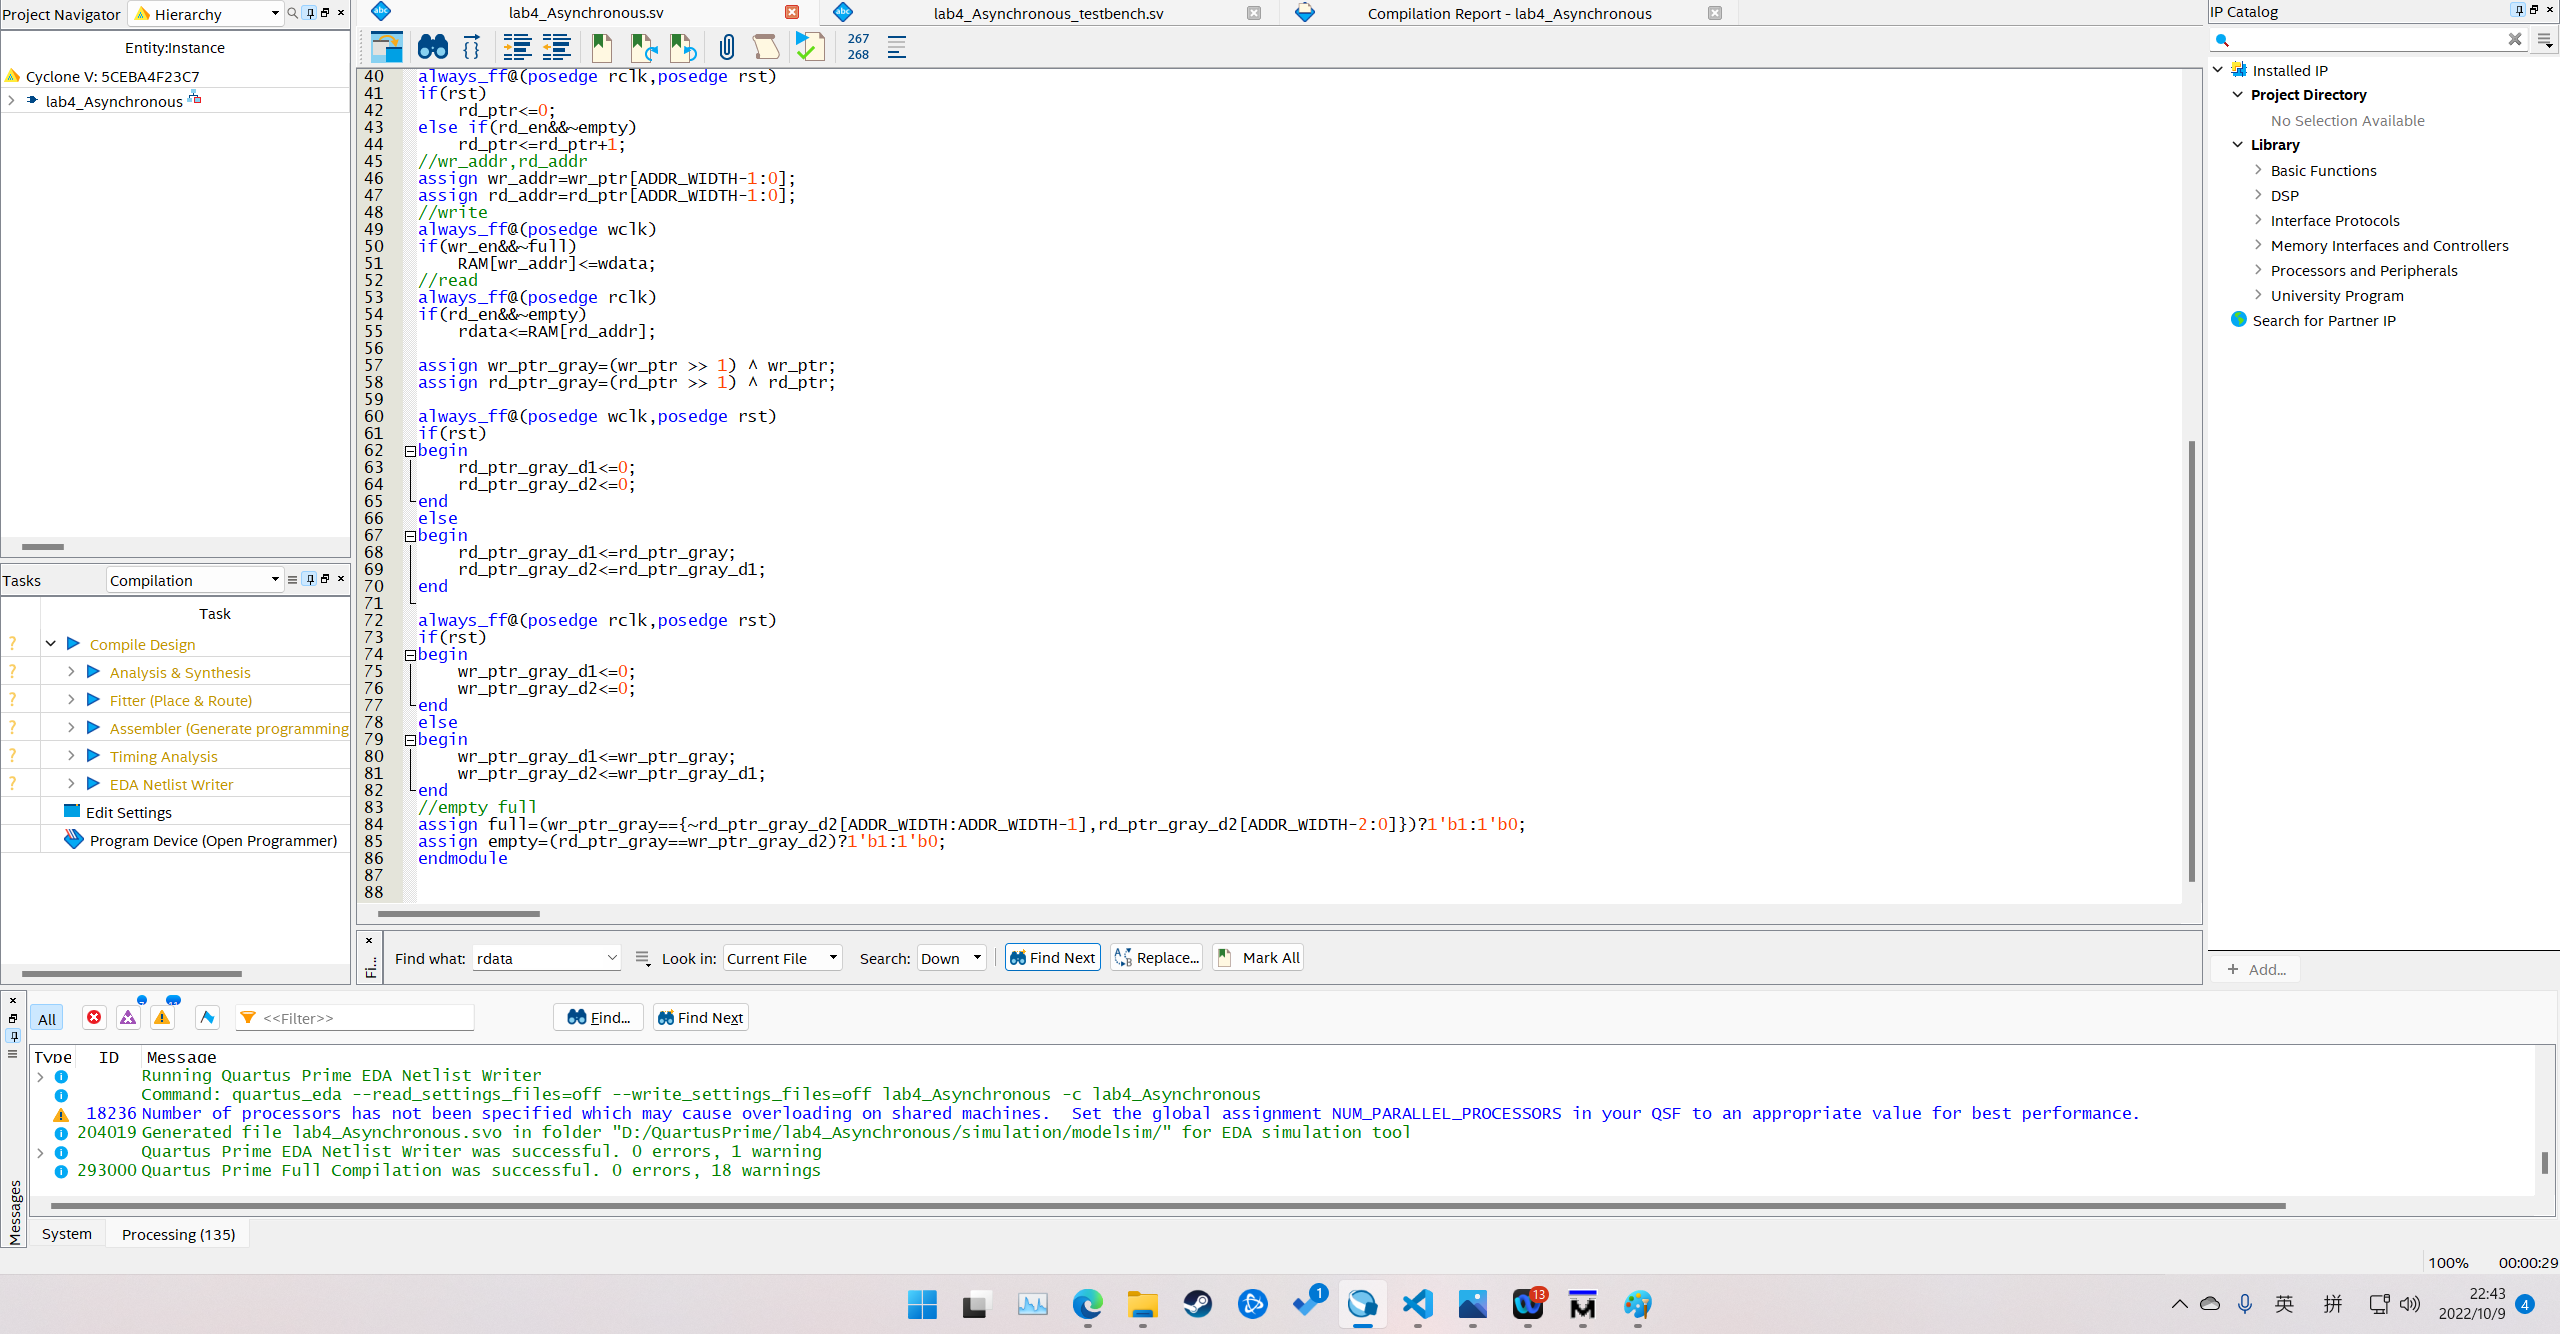 Project Navigator Hierarchy
Entity:Instance
Cyclone V: 5CEBA4F23C7
lab4_Asynchronous
Tasks Compilation
Task
? Compile Design
? Analysis & Synthesis
? Fitter (Place & Route)
? Assembler (Generate programming
? Timing Analysis
? EDA Netlist Writer
Edit Settings
Program Device (Open Programmer)
lab4_Asynchronous.sv
lab4_Asynchronous_testbench.sv
Compilation Report - lab4_Asynchronous
267
268
40 always_ff@(posedge rclk,posedge rst)
41 if(rst)
42 rd_ptr<=0;
43 else if(rd_en&&~empty)
44 rd_ptr<=rd_ptr+1;
45 //wr_addr,rd_addr
46 assign wr_addr=wr_ptr[ADDR_WIDTH-1:0];
47 assign rd_addr=rd_ptr[ADDR_WIDTH-1:0];
48 //write
49 always_ff@(posedge wclk)
50 if(wr_en&&~full)
51 RAM[wr_addr]<=wdata;
52 //read
53 always_ff@(posedge rclk)
54 if(rd_en&&~empty)
55 rdata<=RAM[rd_addr];
56
57 assign wr_ptr_gray=(wr_ptr >> 1) ^ wr_ptr;
58 assign rd_ptr_gray=(rd_ptr >> 1) ^ rd_ptr;
59
60 always_ff@(posedge wclk,posedge rst)
61 if(rst)
62 begin
63 rd_ptr_gray_d1<=0;
64 rd_ptr_gray_d2<=0;
65 end
66 else
67 begin
68 rd_ptr_gray_d1<=rd_ptr_gray;
69 rd_ptr_gray_d2<=rd_ptr_gray_d1;
70 end
71
72 always_ff@(posedge rclk,posedge rst)
73 if(rst)
74 begin
75 wr_ptr_gray_d1<=0;
76 wr_ptr_gray_d2<=0;
77 end
78 else
79 begin
80 wr_ptr_gray_d1<=wr_ptr_gray;
81 wr_ptr_gray_d2<=wr_ptr_gray_d1;
82 end
83 //empty full
84 assign full=(wr_ptr_gray=={~rd_ptr_gray_d2[ADDR_WIDTH:ADDR_WIDTH-1],rd_ptr_gray_d2[ADDR_WIDTH-2:0]})?1'b1:1'b0;
85 assign empty=(rd_ptr_gray==wr_ptr_gray_d2)?1'b1:1'b0;
86 endmodule
87
88
Fi... Find what: rdata Look in: Current File Search: Down Find Next Replace... Mark All
IP Catalog
Installed IP
Project Directory
No Selection Available
Library
Basic Functions
DSP
Interface Protocols
Memory Interfaces and Controllers
Processors and Peripherals
University Program
Search for Partner IP
+ Add...
All <<Filter>> Find... Find Next
Type ID Message
Running Quartus Prime EDA Netlist Writer
Command: quartus_eda --read_settings_files=off --write_settings_files=off lab4_Asynchronous -c lab4_Asynchronous
18236 Number of processors has not been specified which may cause overloading on shared machines.  Set the global assignment NUM_PARALLEL_PROCESSORS in your QSF to an appropriate value for best performance.
204019 Generated file lab4_Asynchronous.svo in folder "D:/QuartusPrime/lab4_Asynchronous/simulation/modelsim/" for EDA simulation tool
Quartus Prime EDA Netlist Writer was successful. 0 errors, 1 warning
293000 Quartus Prime Full Compilation was successful. 0 errors, 18 warnings
Messages
System Processing (135)
100% 00:00:29
1
13
英 拼
22:43
2022/10/9
4